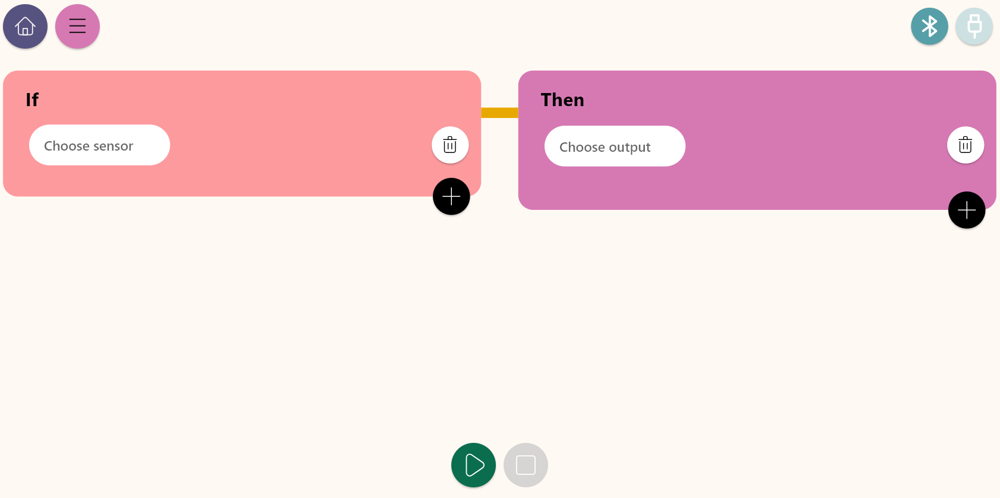 If
Then
Choose sensor
Choose output